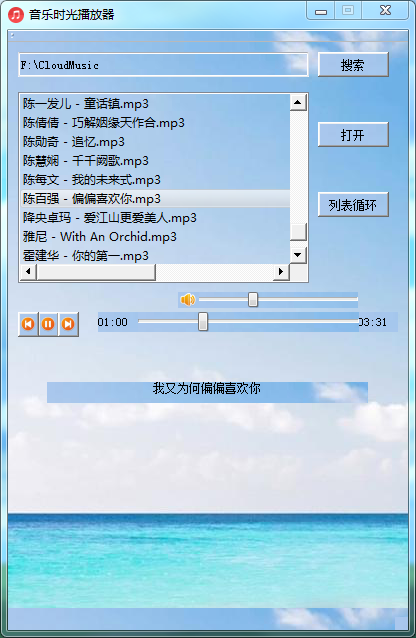 音乐时光播放器
F:\CloudMusic
搜索
陈一发儿 - 童话镇.mp3
陈倩倩 - 巧解姻缘天作合.mp3
陈勋奇 - 追忆.mp3
陈慧娴 - 千千阙歌.mp3
陈每文 - 我的未来式.mp3
陈百强 - 偏偏喜欢你.mp3
降央卓玛 - 爱江山更爱美人.mp3
雅尼 - With An Orchid.mp3
霍建华 - 你的第一.mp3
打开
列表循环
01:00
03:31
我又为何偏偏喜欢你